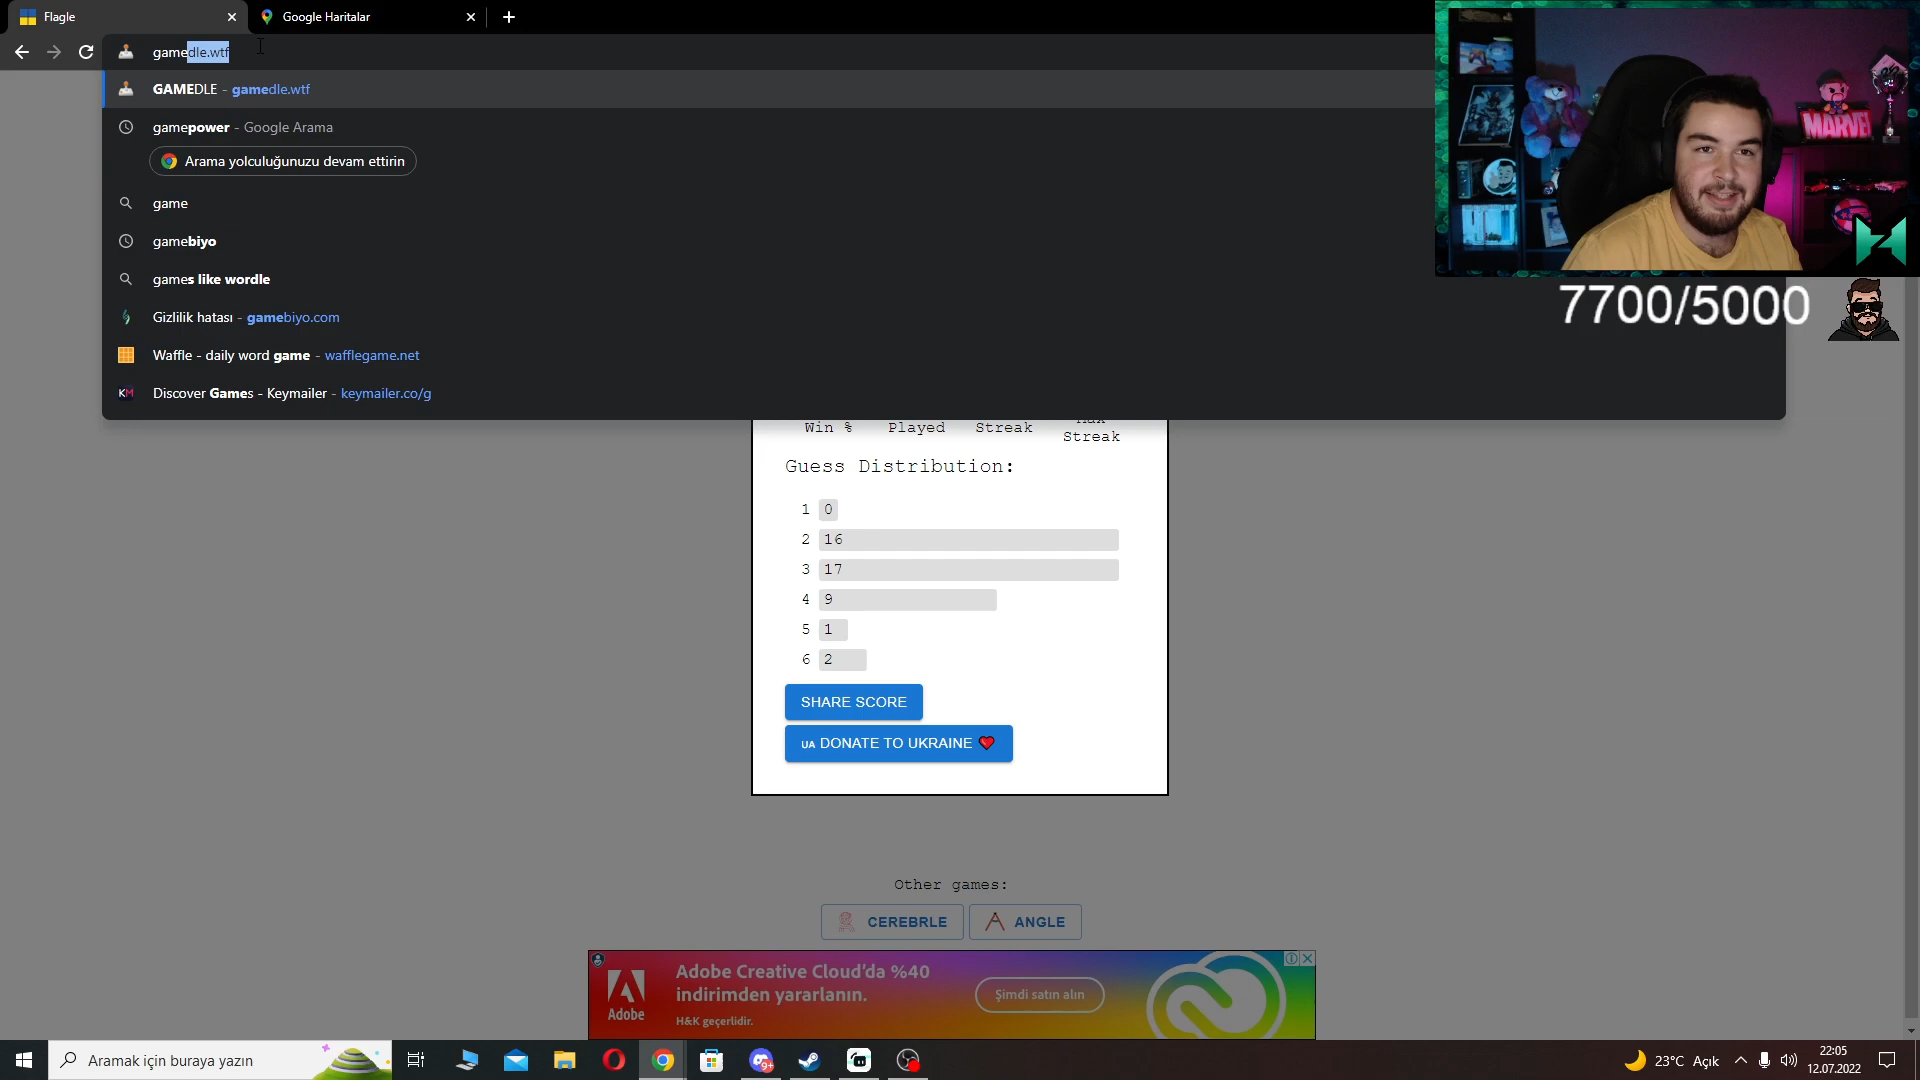 Flagle
Google Haritalar
gamedle.wtf
GAMEDLE - gamedle.wtf
gamepower - Google Arama
Arama yolculuğunuzu devam ettirin
game
gamebiyo
games like wordle
Gizlilik hatası - gamebiyo.com
Waffle - daily word game - wafflegame.net
KM Discover Games - Keymailer - keymailer.co/g
MARVEL
7700/5000
Win % Played Streak Max Streak
Guess Distribution:
1 0
2 16
3 17
4 9
5 1
6 2
SHARE SCORE
UA DONATE TO UKRAINE
Other games:
CEREBRLE
ANGLE
Adobe
Adobe Creative Cloud'da %40
indirimden yararlanın.
H&K geçerlidir.
Şimdi satın alın
Aramak için buraya yazın
9+
23°C Açık
22:05
12.07.2022